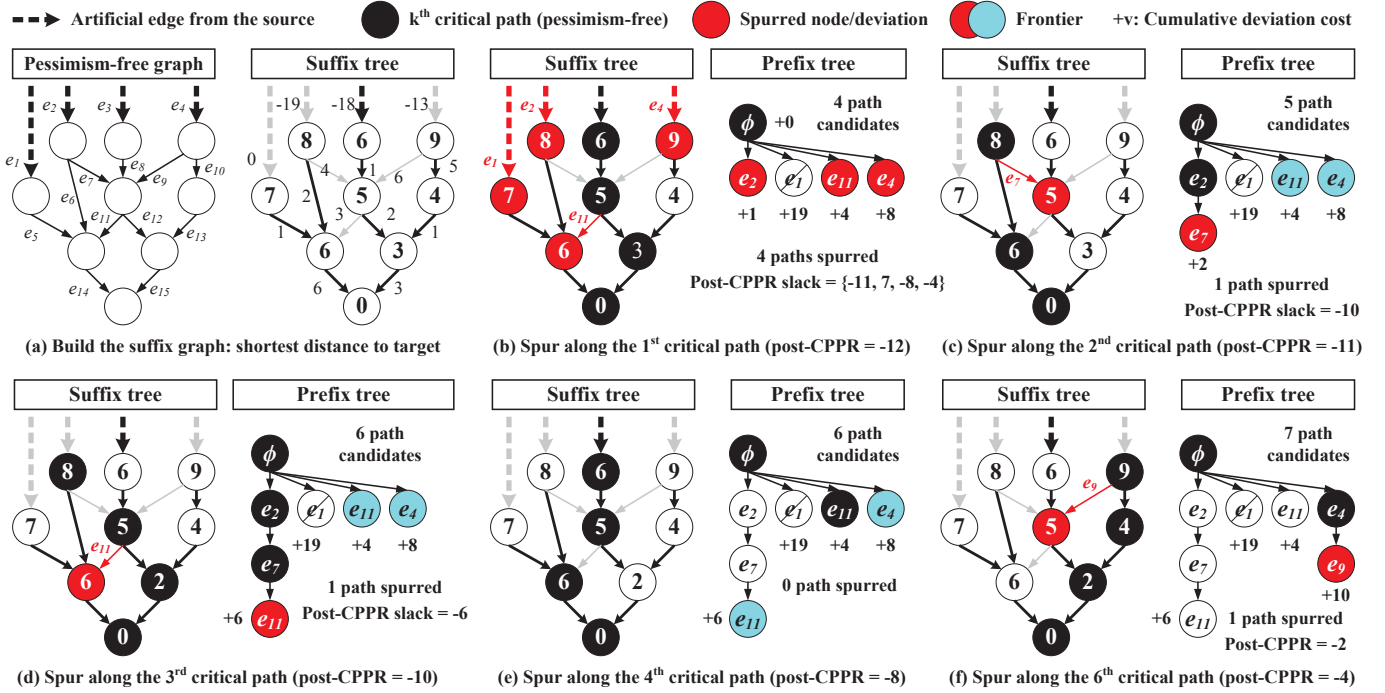 Artificial edge from the source
kth critical path (pessimism-free)
Spurred node/deviation
Frontier
+v: Cumulative deviation cost
Pessimism-free graph
e2
e3
e4
e1
e8
e7
e9
e10
e6
e11
e12
e5
e13
e14
e15
Suffix tree
-19
-18
-13
8
6
9
0
4
1
6
5
7
5
4
2
3
2
1
6
3
1
6
3
0
(a) Build the suffix graph: shortest distance to target
Suffix tree
e2
e4
8
6
9
e1
7
5
4
e11
6
3
0
Prefix tree
4 path
candidates
ϕ
+0
e2
e1
e11
e4
+1
+19
+4
+8
4 paths spurred
Post-CPPR slack = {-11, 7, -8, -4}
(b) Spur along the 1st critical path (post-CPPR = -12)
Suffix tree
8
6
9
e7
7
5
4
6
3
0
Prefix tree
5 path
candidates
ϕ
e2
e1
e11
e4
+19
+4
+8
e7
+2
1 path spurred
Post-CPPR slack = -10
(c) Spur along the 2nd critical path (post-CPPR = -11)
Suffix tree
8
6
9
7
5
4
e11
6
2
0
Prefix tree
6 path
candidates
ϕ
e2
e1
e11
e4
+19
+4
+8
e7
1 path spurred
Post-CPPR slack = -6
+6
e11
(d) Spur along the 3rd critical path (post-CPPR = -10)
Suffix tree
8
6
9
7
5
4
6
2
0
Prefix tree
6 path
candidates
ϕ
e2
e1
e11
e4
+19
+4
+8
e7
0 path spurred
+6
e11
(e) Spur along the 4th critical path (post-CPPR = -8)
Suffix tree
8
6
9
e9
7
5
4
6
2
0
Prefix tree
7 path
candidates
ϕ
e2
e1
e11
e4
+19
+4
e7
e9
+10
+6
e11
1 path spurred
Post-CPPR = -2
(f) Spur along the 6th critical path (post-CPPR = -4)